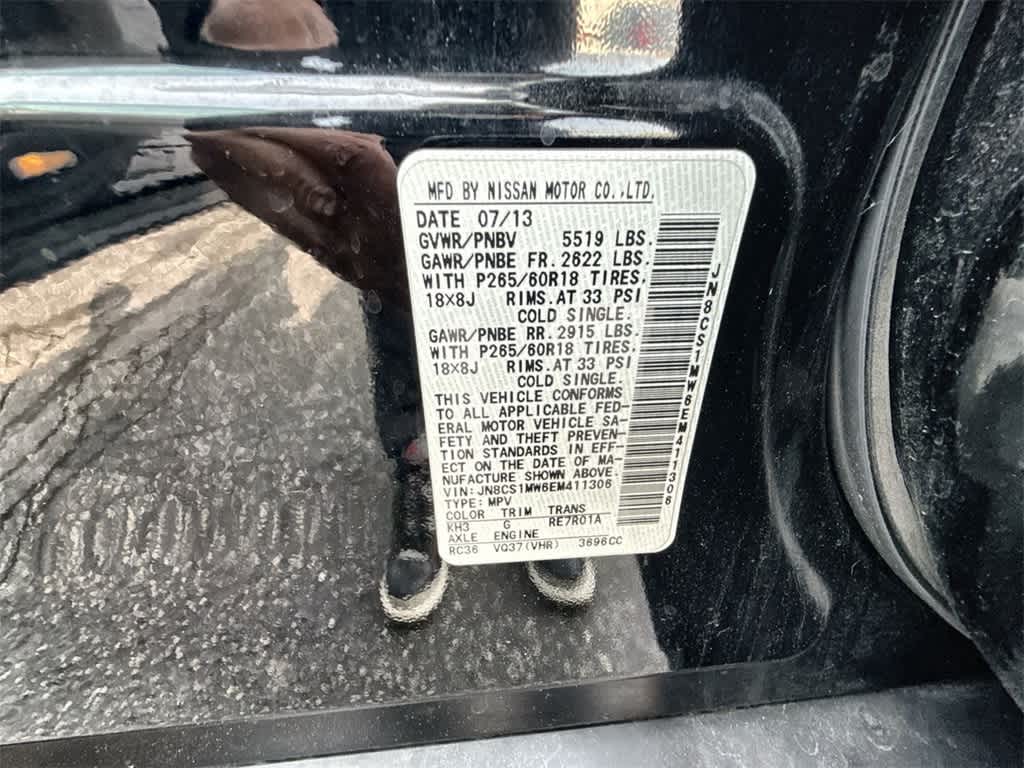 MFD BY NISSAN MOTOR CO.,LTD.
DATE 07/13
GVWR/PNBV 5519 LBS.
GAWR/PNBE FR. 2622 LBS.
WITH P265/60R18 TIRES.
18×8J RIMS. AT 33 PSI
COLD SINGLE.
GAWR/PNBE RR. 2915 LBS.
WITH P265/60R18 TIRES.
18×8J RIMS. AT 33 PSI
COLD SINGLE.
THIS VEHICLE CONFORMS
TO ALL APPLICABLE FED-
ERAL MOTOR VEHICLE SA-
FETY AND THEFT PREVEN-
TION STANDARDS IN EFF-
ECT ON THE DATE OF MA-
NUFACTURE SHOWN ABOVE.
VIN: JN8CS1MW6EM411306
TYPE: MPV
COLOR TRIM TRANS
KH3 G RE7R01A
AXLE ENGINE
RC36 VQ37(VHR) 3696CC
JN8CS1MW6EM411306